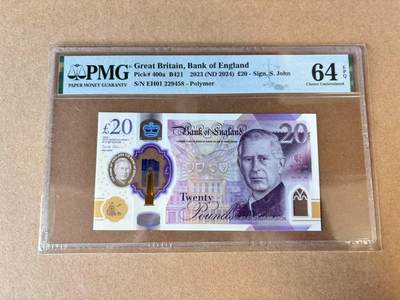 PMG
PAPER MONEY GUARANTY
Great Britain, Bank of England
Pick# 400a B421 2023 (ND 2024) £20 - Sign. S. John
S/N EH01 229458 - Polymer
64 EPQ
Choice Uncirculated
£20
Bank of England
20
Twenty
Pounds